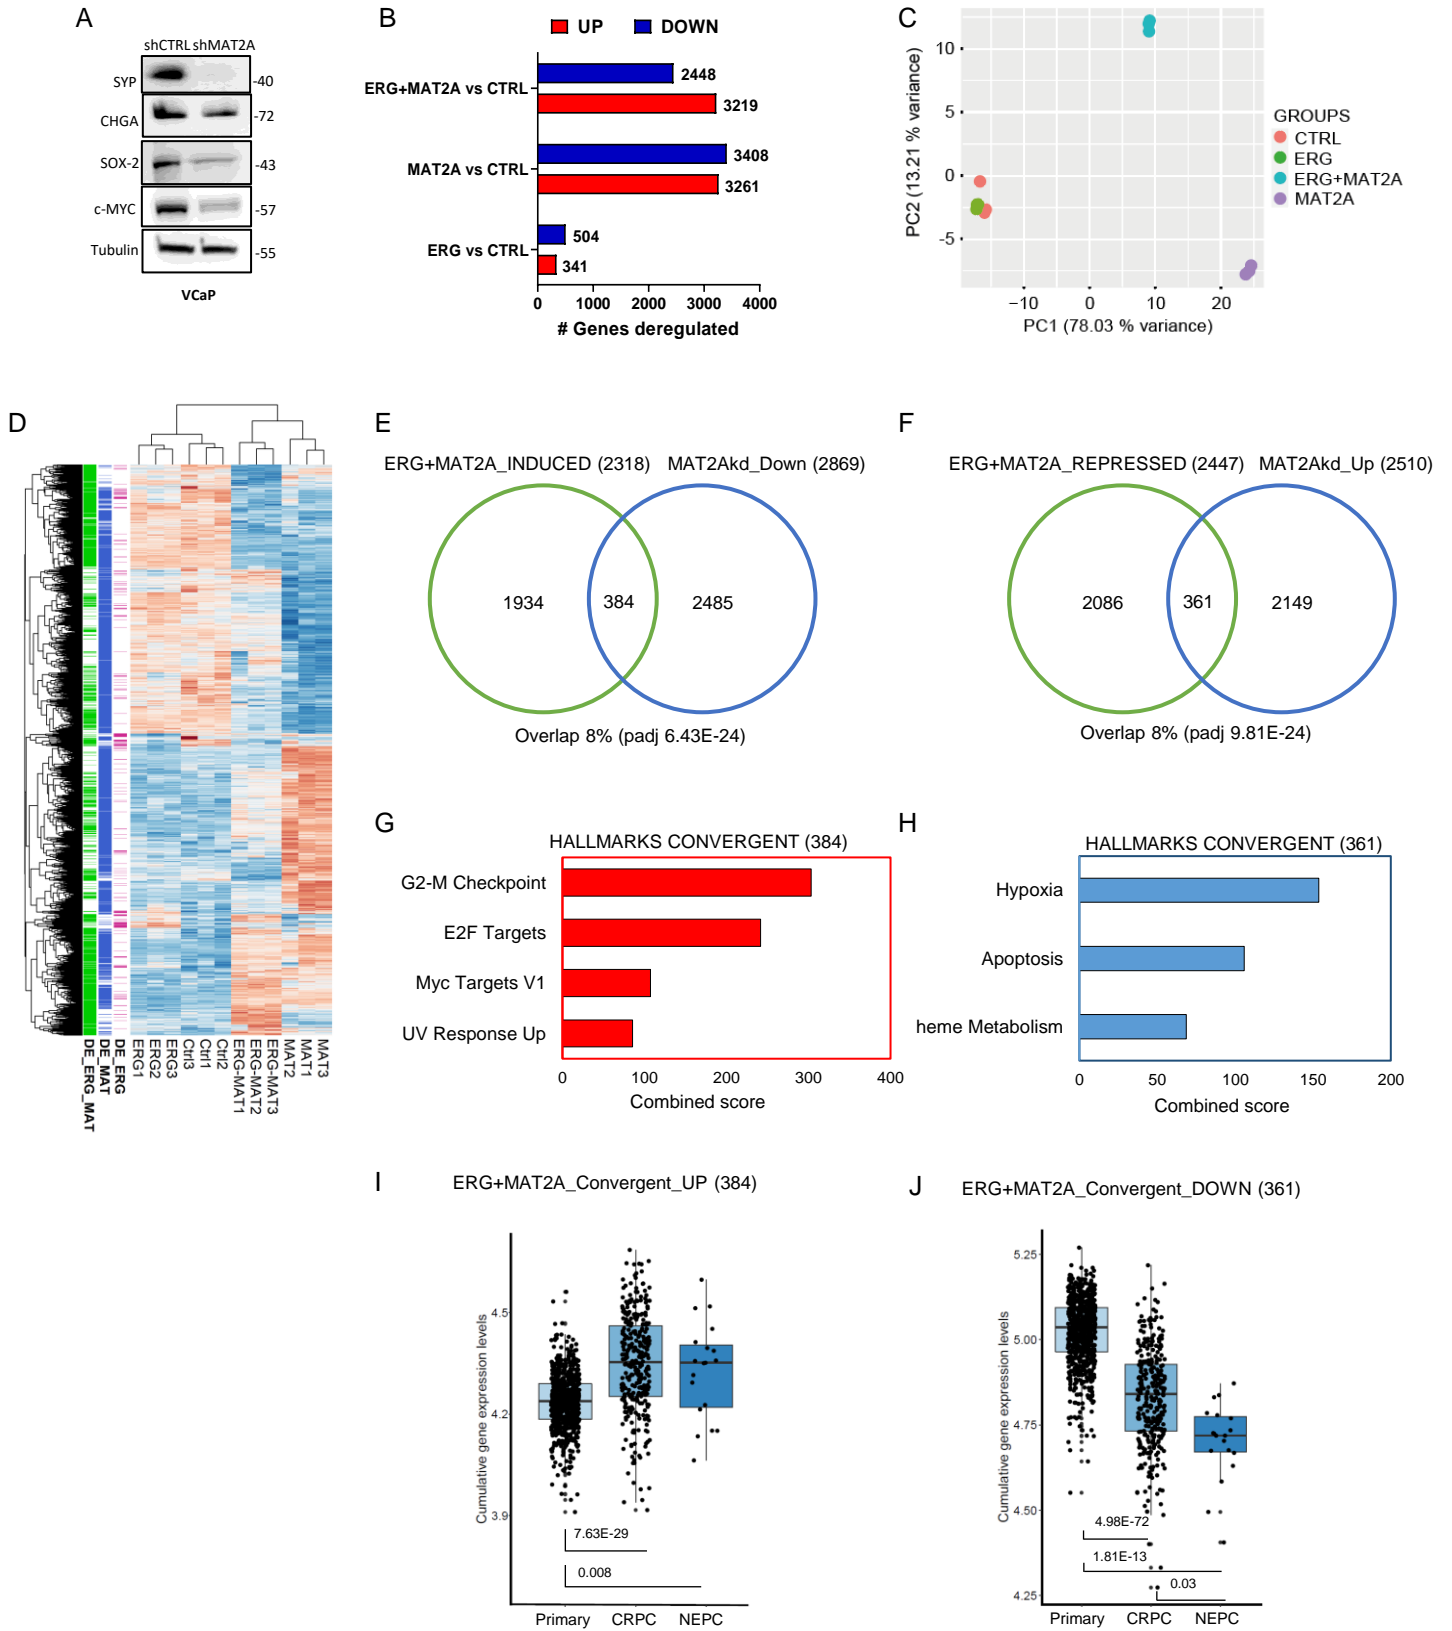 A
shCTRL shMAT2A
SYP
-40
CHGA
-72
SOX-2
-43
c-MYC
-57
Tubulin
-55
VCaP
B
UP DOWN
ERG+MAT2A vs CTRL
2448
3219
MAT2A vs CTRL
3408
3261
ERG vs CTRL
504
341
0 1000 2000 3000 4000
# Genes deregulated
C
PC2 (13.21 % variance)
10
5
0
-5
−10 0 10 20
PC1 (78.03 % variance)
GROUPS
CTRL
ERG
ERG+MAT2A
MAT2A
D
DE_ERG_MAT
DE_MAT
DE_ERG
ERG1
ERG2
ERG3
Ctrl3
Ctrl1
Ctrl2
ERG-MAT1
ERG-MAT2
ERG-MAT3
MAT2
MAT1
MAT3
E
ERG+MAT2A_INDUCED (2318) MAT2Akd_Down (2869)
1934 384 2485
Overlap 8% (padj 6.43E-24)
F
ERG+MAT2A_REPRESSED (2447) MAT2Akd_Up (2510)
2086 361 2149
Overlap 8% (padj 9.81E-24)
G
HALLMARKS CONVERGENT (384)
G2-M Checkpoint
E2F Targets
Myc Targets V1
UV Response Up
0 100 200 300 400
Combined score
H
HALLMARKS CONVERGENT (361)
Hypoxia
Apoptosis
heme Metabolism
0 50 100 150 200
Combined score
I
ERG+MAT2A_Convergent_UP (384)
Cumulative gene expression levels
4.5
4.2
3.9
7.63E-29
0.008
Primary CRPC NEPC
J
ERG+MAT2A_Convergent_DOWN (361)
Cumulative gene expression levels
5.25
5.00
4.75
4.50
4.25
4.98E-72
1.81E-13
0.03
Primary CRPC NEPC